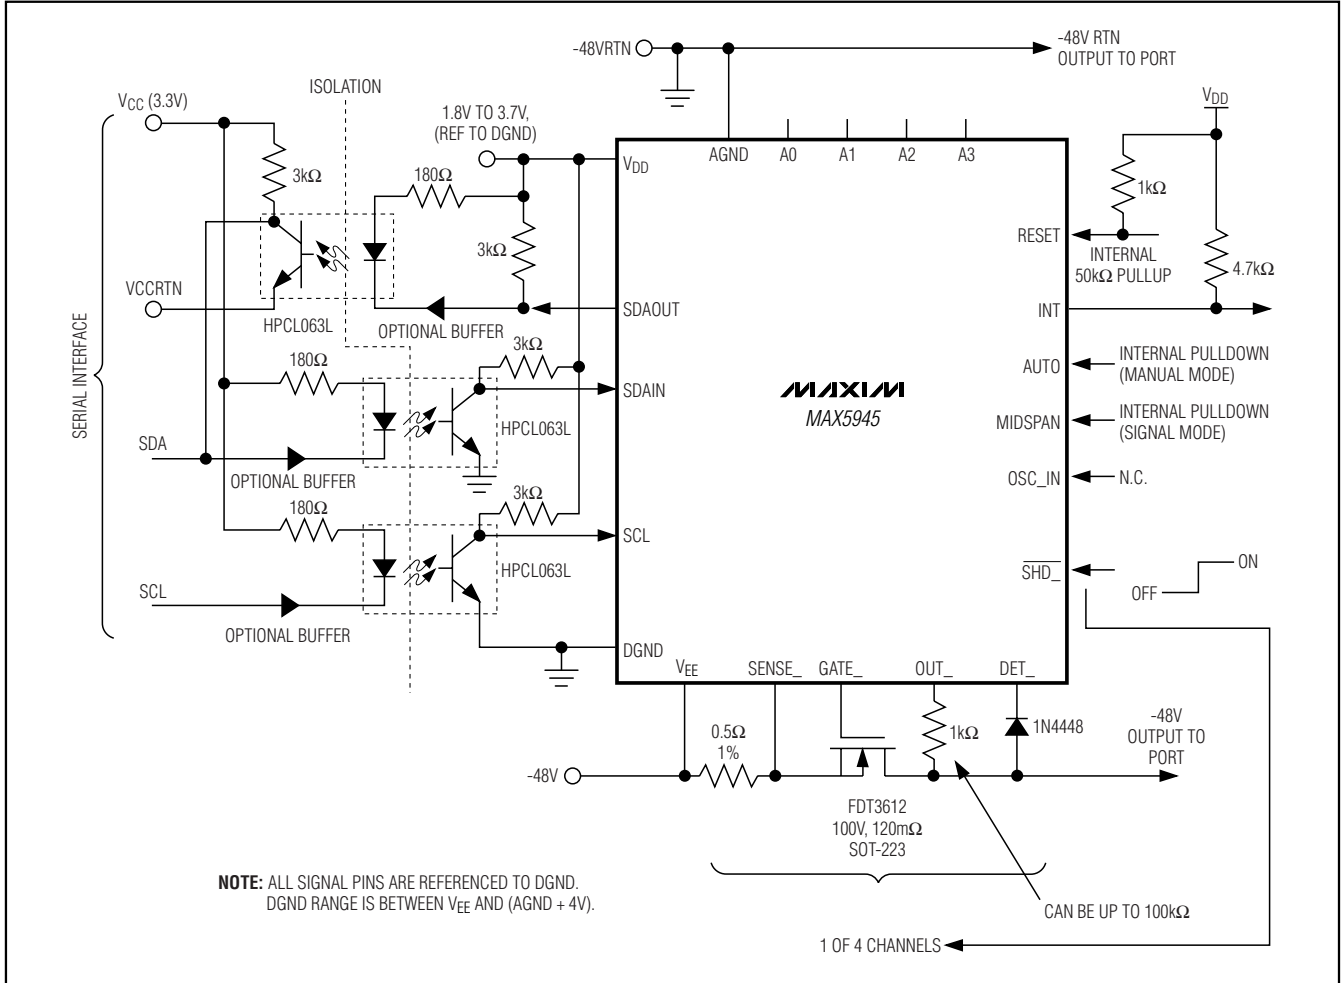 -48VRTN
-48V RTN
OUTPUT TO PORT
ISOLATION
VCC (3.3V)
1.8V TO 3.7V,
(REF TO DGND)
VDD
180Ω
3kΩ
3kΩ
VCCRTN
HPCL063L
OPTIONAL BUFFER
SERIAL INTERFACE
180Ω
3kΩ
HPCL063L
SDA
OPTIONAL BUFFER
180Ω
3kΩ
HPCL063L
SCL
OPTIONAL BUFFER
AGND
A0
A1
A2
A3
VDD
SDAOUT
SDAIN
SCL
DGND
MAXIM
MAX5945
RESET
INT
AUTO
MIDSPAN
OSC_IN
SHD_
VEE
SENSE_
GATE_
OUT_
DET_
1kΩ
INTERNAL
50kΩ PULLUP
4.7kΩ
INTERNAL PULLDOWN
(MANUAL MODE)
INTERNAL PULLDOWN
(SIGNAL MODE)
N.C.
OFF
ON
-48V
0.5Ω
1%
1kΩ
1N4448
-48V
OUTPUT TO
PORT
FDT3612
100V, 120mΩ
SOT-223
CAN BE UP TO 100kΩ
1 OF 4 CHANNELS
NOTE: ALL SIGNAL PINS ARE REFERENCED TO DGND.
DGND RANGE IS BETWEEN VEE AND (AGND + 4V).